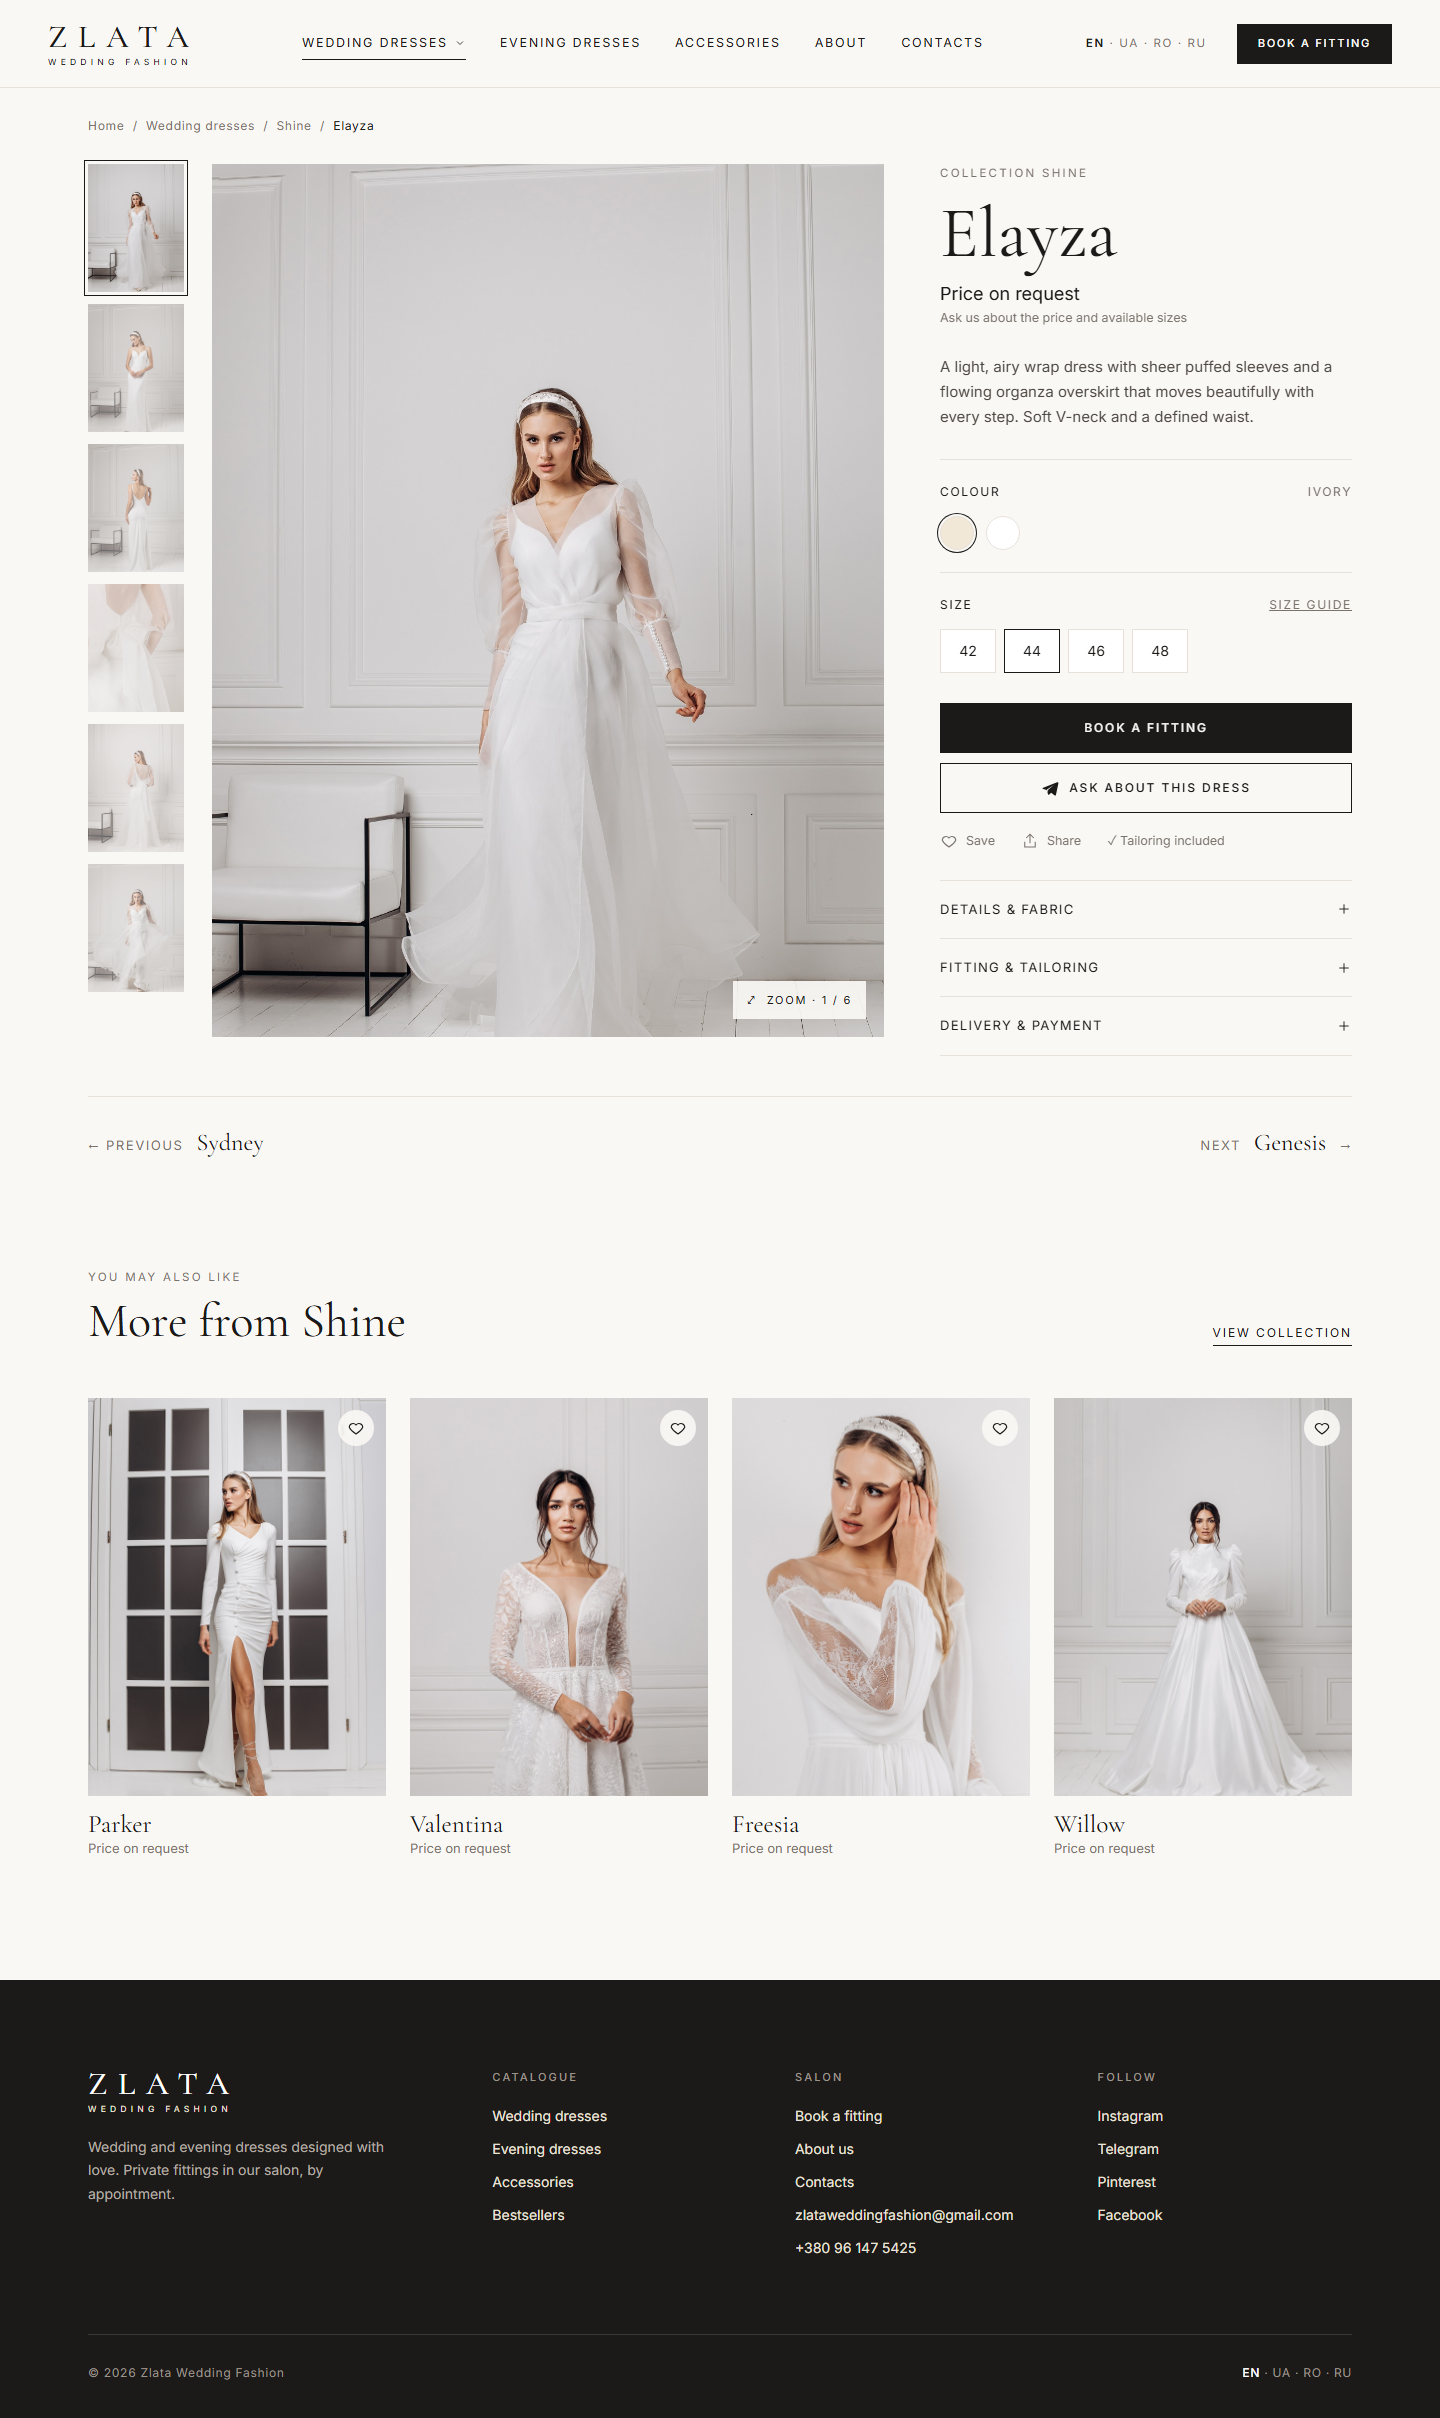 ZLATA
WEDDING FASHION
WEDDING DRESSES
EVENING DRESSES
ACCESSORIES
ABOUT
CONTACTS
EN · UA · RO · RU
BOOK A FITTING
Home / Wedding dresses / Shine / Elayza
COLLECTION SHINE
Elayza
Price on request
Ask us about the price and available sizes
A light, airy wrap dress with sheer puffed sleeves and a
flowing organza overskirt that moves beautifully with
every step. Soft V-neck and a defined waist.
COLOUR
IVORY
SIZE
SIZE GUIDE
42
44
46
48
BOOK A FITTING
ASK ABOUT THIS DRESS
Save
Share
✓ Tailoring included
DETAILS & FABRIC +
FITTING & TAILORING +
DELIVERY & PAYMENT +
⤢ ZOOM · 1 / 6
← PREVIOUS Sydney
NEXT Genesis →
YOU MAY ALSO LIKE
More from Shine
VIEW COLLECTION
Parker
Price on request
Valentina
Price on request
Freesia
Price on request
Willow
Price on request
ZLATA
WEDDING FASHION
Wedding and evening dresses designed with
love. Private fittings in our salon, by
appointment.
CATALOGUE
Wedding dresses
Evening dresses
Accessories
Bestsellers
SALON
Book a fitting
About us
Contacts
zlataweddingfashion@gmail.com
+380 96 147 5425
FOLLOW
Instagram
Telegram
Pinterest
Facebook
© 2026 Zlata Wedding Fashion
EN · UA · RO · RU